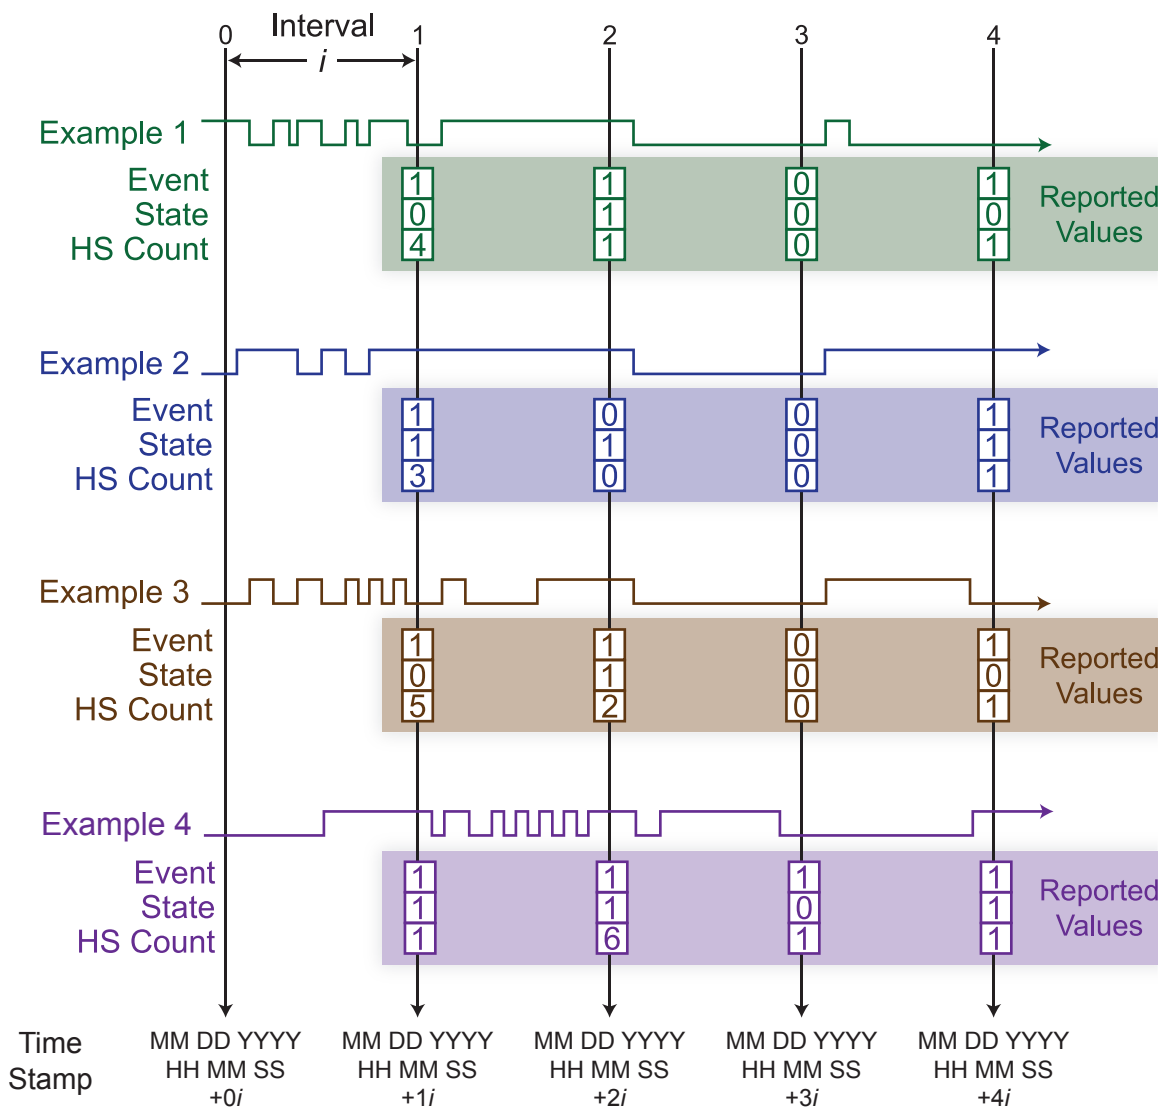 Interval
0 1 2 3 4
i
Example 1
Event 1 1 0 1
State 0 1 0 0
HS Count 4 1 0 1
Reported
Values
Example 2
Event 1 0 0 1
State 1 1 0 1
HS Count 3 0 0 1
Reported
Values
Example 3
Event 1 1 0 1
State 0 1 0 0
HS Count 5 2 0 1
Reported
Values
Example 4
Event 1 1 1 1
State 1 1 0 1
HS Count 1 6 1 1
Reported
Values
Time MM DD YYYY MM DD YYYY MM DD YYYY MM DD YYYY MM DD YYYY
Stamp HH MM SS HH MM SS HH MM SS HH MM SS HH MM SS
+0i +1i +2i +3i +4i